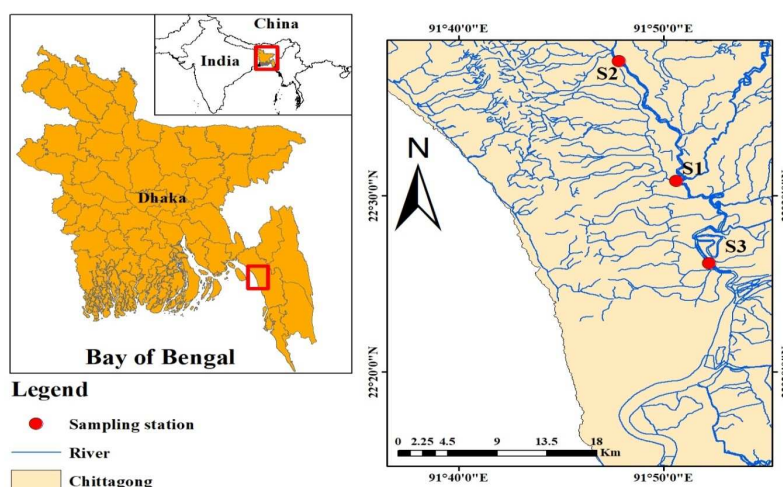 China
India
Dhaka
Bay of Bengal
Legend
Sampling station
River
Chittagong
91°40'0"E
91°50'0"E
S2
N
S1
22°30'0"N
S3
22°20'0"N
0 2.25 4.5 9 13.5 18
Km
91°40'0"E
91°50'0"E